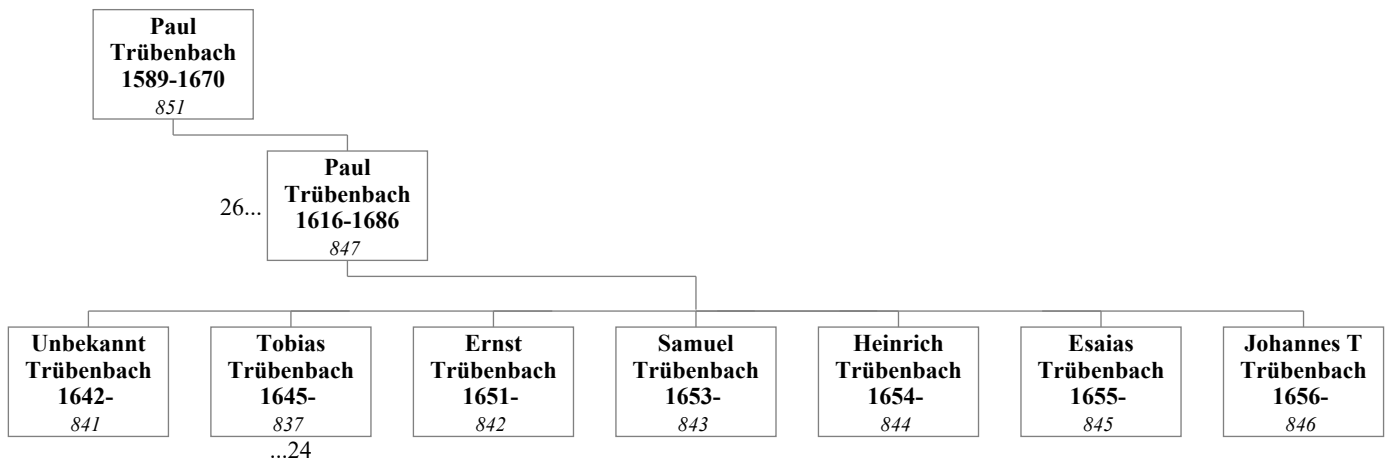 Paul
Trübenbach
1589-1670
851
Paul
Trübenbach
1616-1686
847
26...
Unbekannt
Trübenbach
1642-
841
Tobias
Trübenbach
1645-
837
...24
Ernst
Trübenbach
1651-
842
Samuel
Trübenbach
1653-
843
Heinrich
Trübenbach
1654-
844
Esaias
Trübenbach
1655-
845
Johannes T
Trübenbach
1656-
846